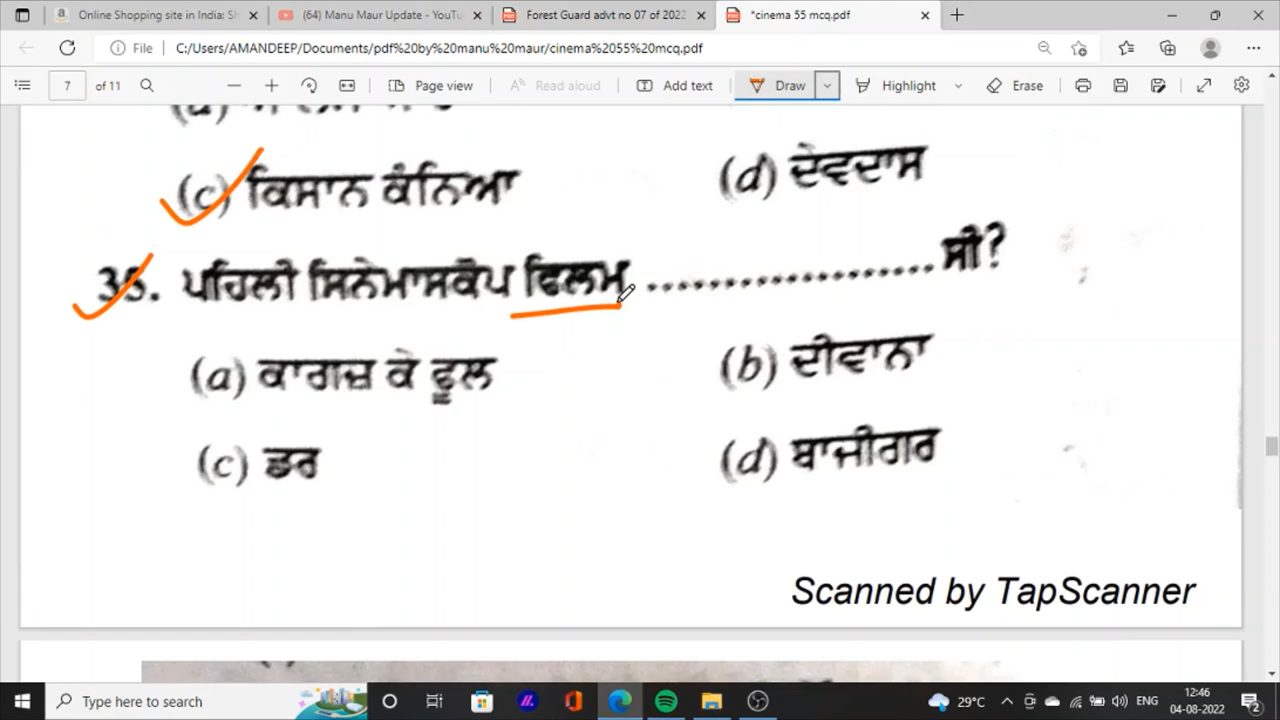 Online Shopping site in India: Sh
(64) Manu Maur Update - YouTu
Forest Guard advt no 07 of 2022
*cinema 55 mcq.pdf
File C:/Users/AMANDEEP/Documents/pdf%20by%20manu%20maur/cinema%2055%20mcq.pdf
7 of 11 Page view Read aloud Add text Draw Highlight Erase
(c) ਕਿਸਾਨ ਕੰਨਿਆ (d) ਦੇਵਦਾਸ
35. ਪਹਿਲੀ ਸਿਨੇਮਾਸਕੋਪ ਫਿਲਮ ...................... ਸੀ?
(a) ਕਾਗਜ਼ ਕੇ ਫੂਲ (b) ਦੀਵਾਨਾ
(c) ਡਰ (d) ਬਾਜੀਗਰ
Scanned by TapScanner
Type here to search 29°C ENG 12:46
04-08-2022 2